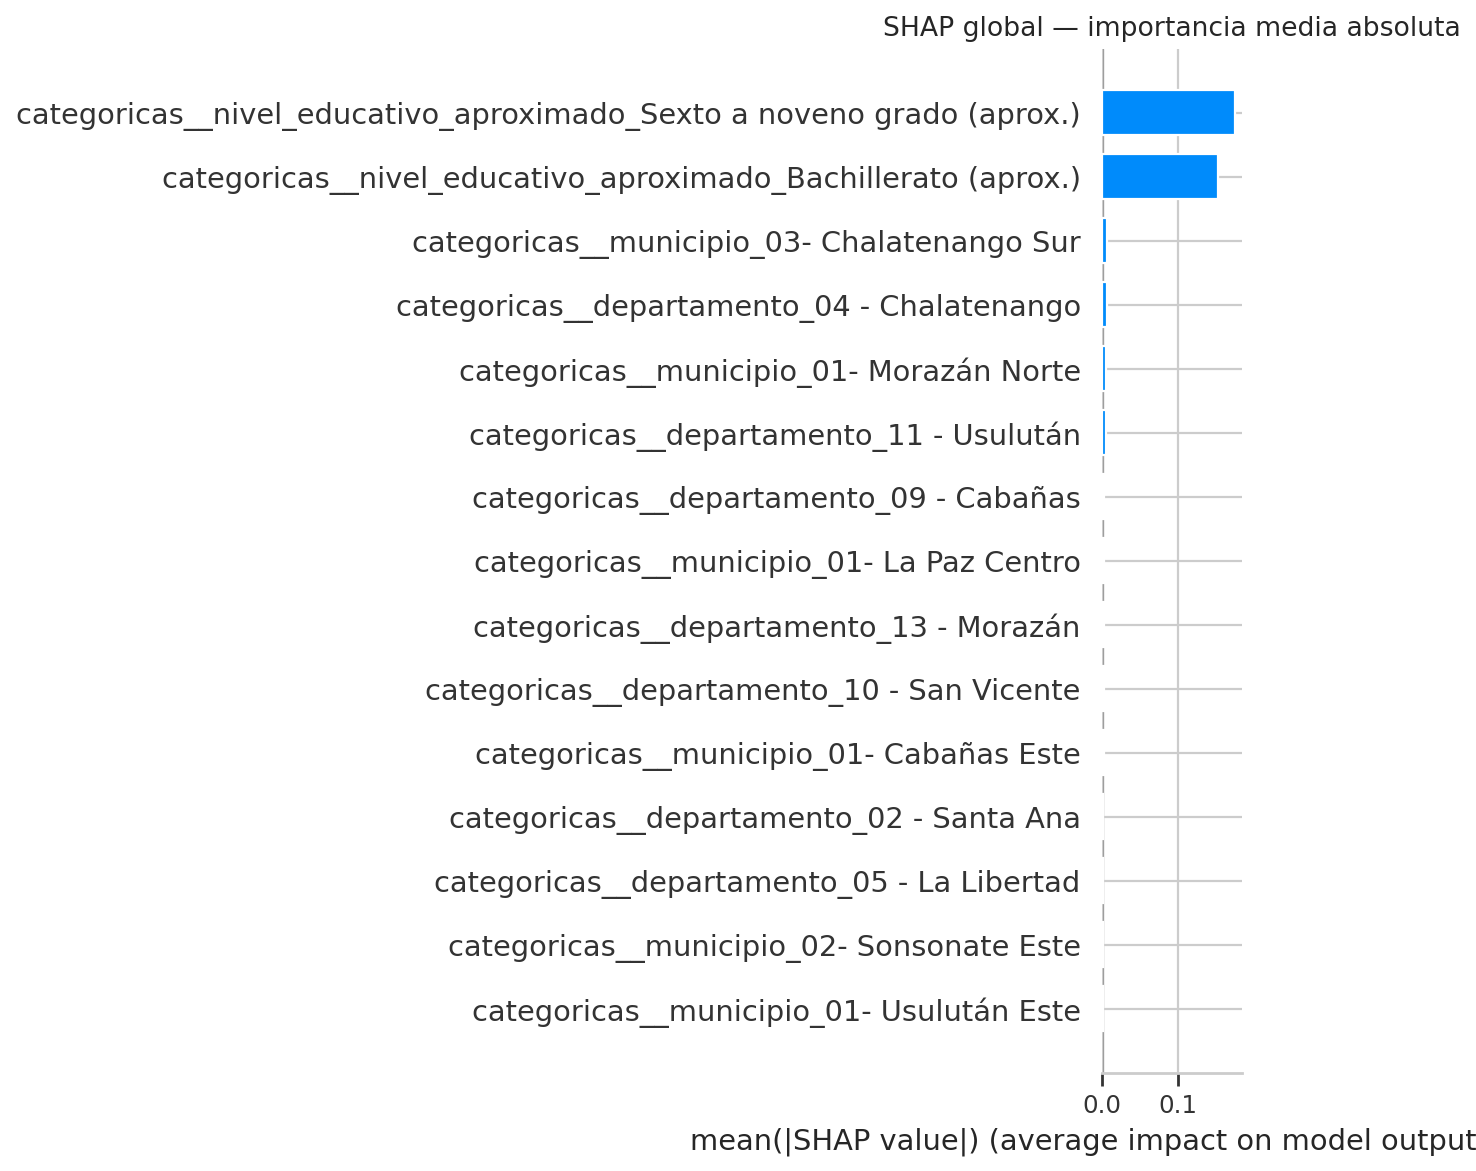 SHAP global — importancia media absoluta
categoricas__nivel_educativo_aproximado_Sexto a noveno grado (aprox.)
categoricas__nivel_educativo_aproximado_Bachillerato (aprox.)
categoricas__municipio_03- Chalatenango Sur
categoricas__departamento_04 - Chalatenango
categoricas__municipio_01- Morazán Norte
categoricas__departamento_11 - Usulután
categoricas__departamento_09 - Cabañas
categoricas__municipio_01- La Paz Centro
categoricas__departamento_13 - Morazán
categoricas__departamento_10 - San Vicente
categoricas__municipio_01- Cabañas Este
categoricas__departamento_02 - Santa Ana
categoricas__departamento_05 - La Libertad
categoricas__municipio_02- Sonsonate Este
categoricas__municipio_01- Usulután Este
0.0 0.1
mean(|SHAP value|) (average impact on model output